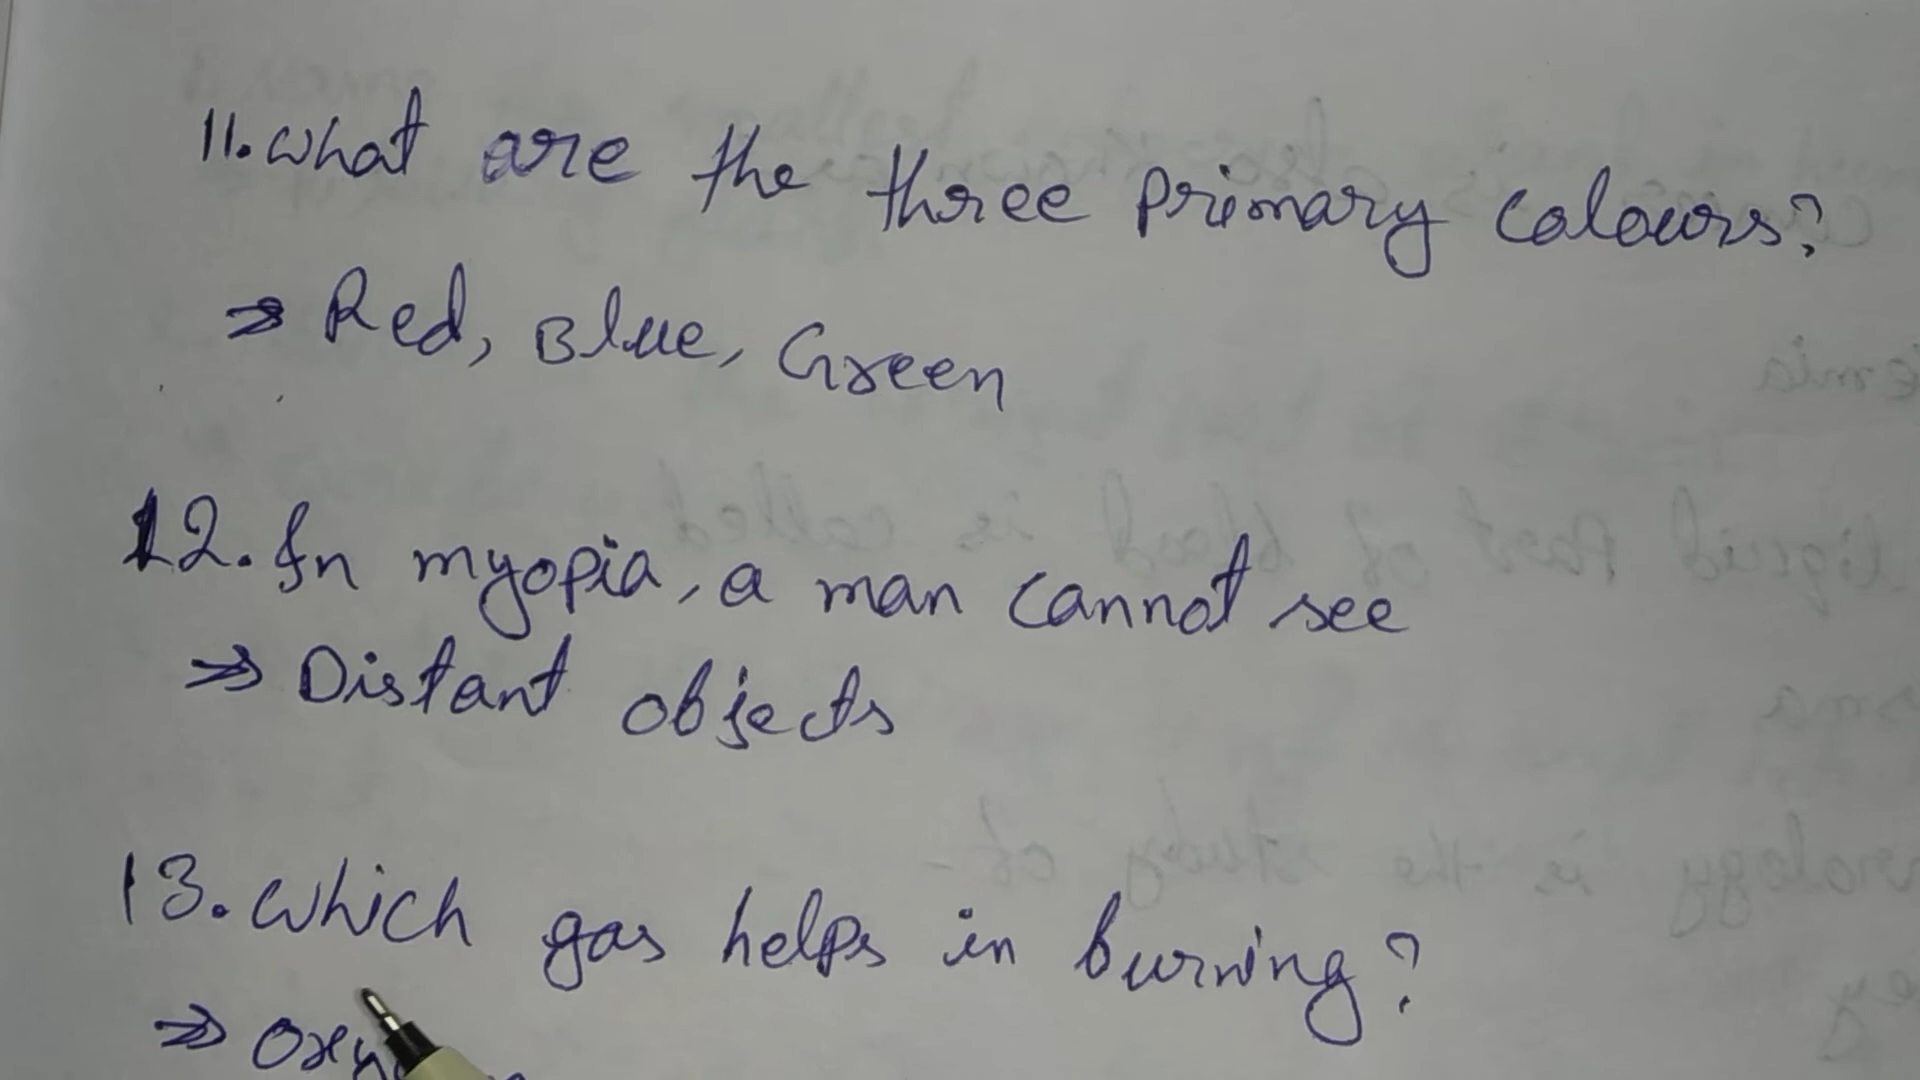 11. What are the three primary colours?
⇒ Red, Blue, Green
12. In myopia, a man cannot see
⇒ Distant objects
13. Which gas helps in burning?
⇒